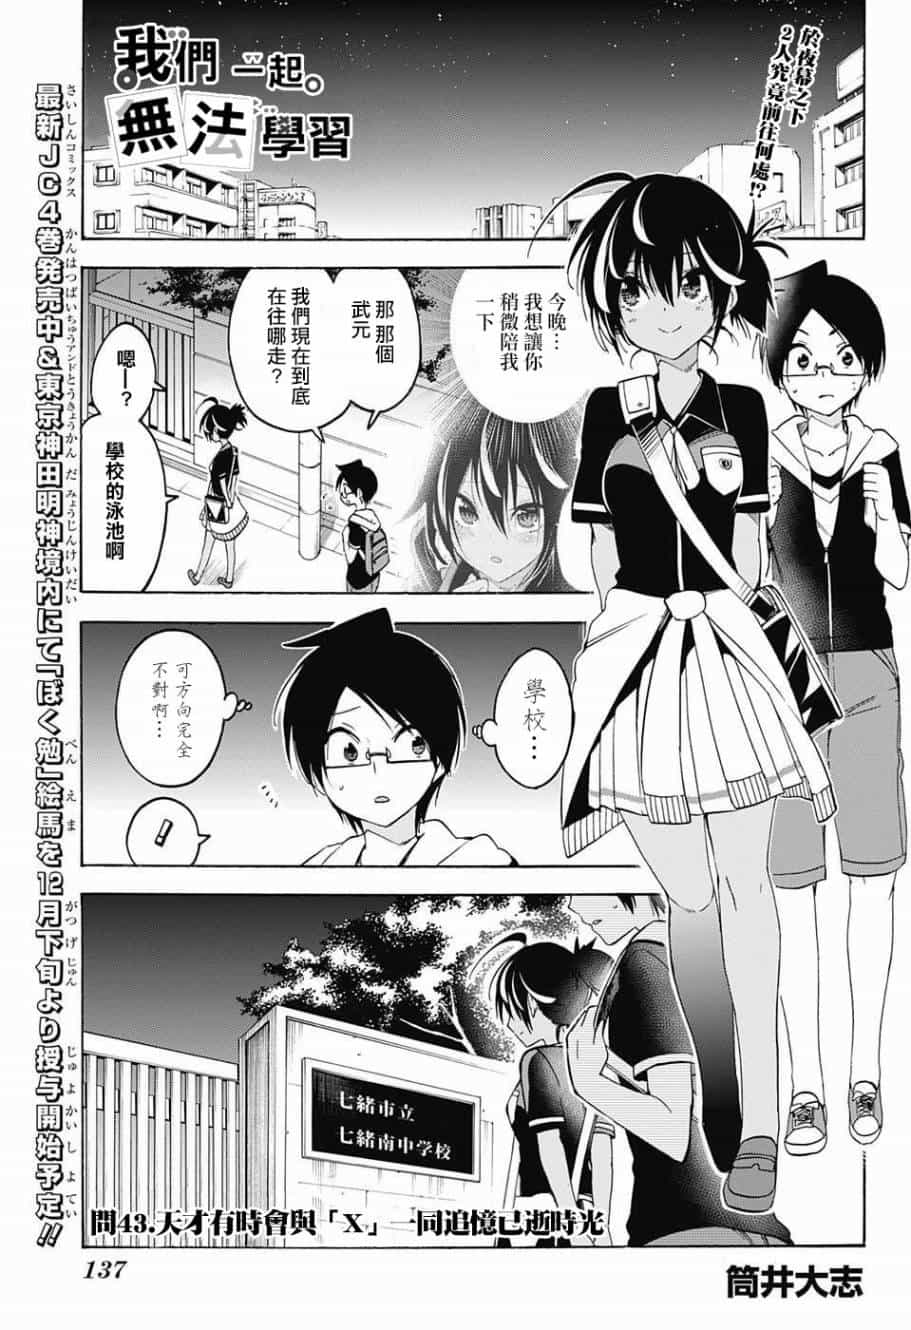 我們一起。
無法學習
於夜幕之下
2人究竟前往何處!?
今晚…
我想讓你
稍微陪我
一下
那 那個
武元
我們現在到底
在往哪走？
嗯ー？
學校的泳池啊
學校…
可方向完全
不對啊…
！
七緒市立
七緒南中学校
問43.天才有時會與「X」一同追憶已逝時光
最新JC4巻発売中&東京神田明神境内にて「ぼく勉」絵馬を12月下旬より授与開始予定!!
さいしんコミックス かんはつばいちゅうアンドとうきょうかんだみょうじんけいだい べんえま がつげじゅん じゅよかいしよてい
137
筒井大志